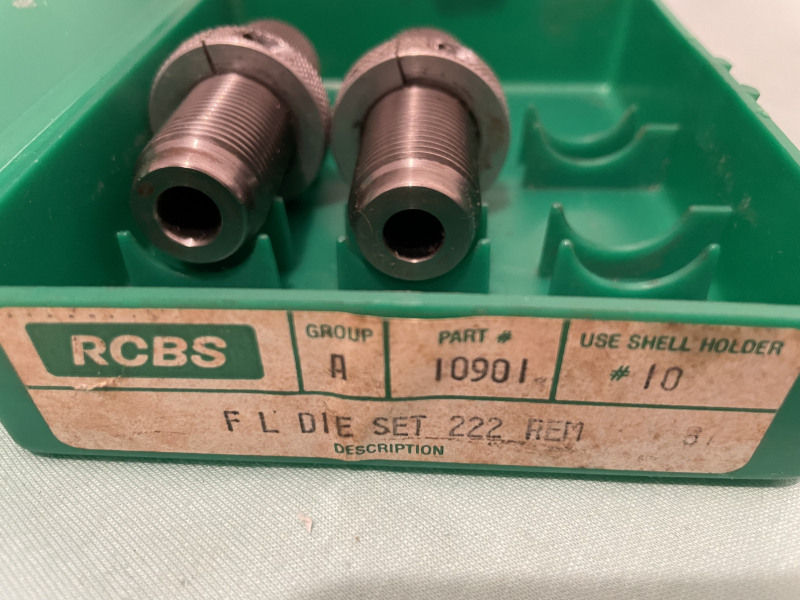 RCBS
GROUP
A
PART #
10901
USE SHELL HOLDER
# 10
F L DIE SET 222 REM
DESCRIPTION